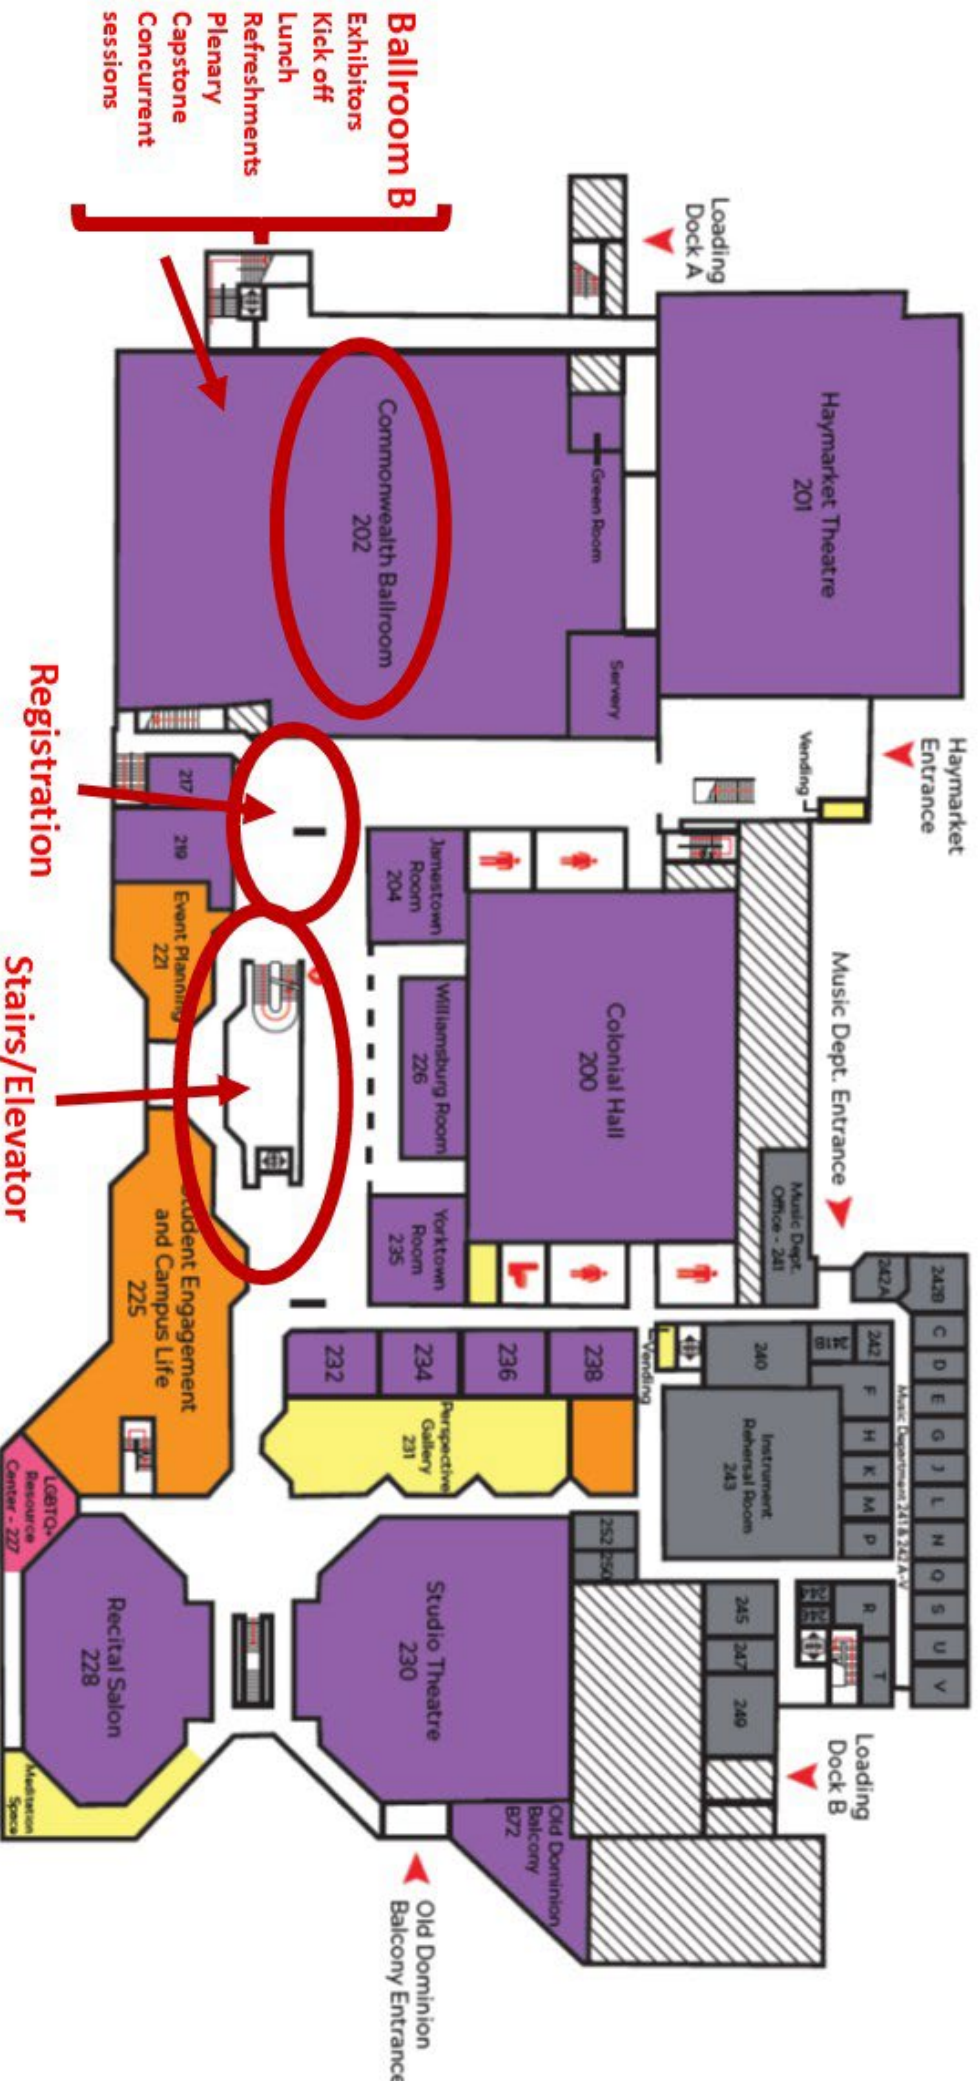 Ballroom B
Exhibitors
Kick off
Lunch
Refreshments
Plenary
Capstone
Concurrent
sessions
Loading
Dock A
Haymarket Theatre
201
Haymarket
Entrance
Vending
Green Room
Servery
Commonwealth Ballroom
202
Registration
Stairs/Elevator
217
219
Event Planning
221
Jamestown
Room
204
Williamsburg Room
226
Yorktown
Room
235
Colonial Hall
200
Music Dept. Entrance
Music Dept.
Office - 241
242A
242B
C
D
E
G
J
L
N
Q
S
U
V
Music Department 241 & 242 A-V
242
F
H
K
M
P
R
T
240
Instrument
Rehersal Room
243
Vending
232
234
236
238
Perspective
Gallery
231
Student Engagement
and Campus Life
225
LGBTQ+
Resource
Center - 227
252
250
245
247
249
Loading
Dock B
Studio Theatre
230
Recital Salon
228
Meditation
Space
Old Dominion
Balcony
B72
Old Dominion
Balcony Entrance